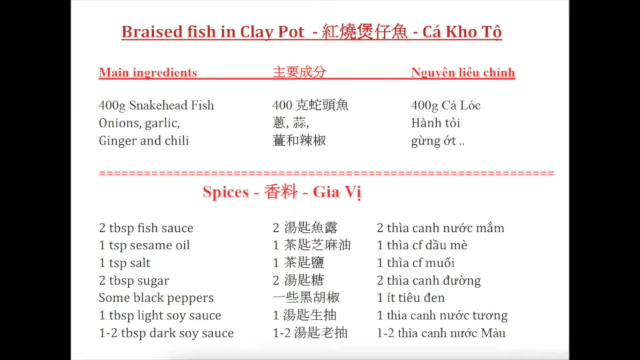 Braised fish in Clay Pot - 紅燒煲仔魚 - Cá Kho Tộ
Main ingredients 主要成分 Nguyên liêu chính
400g Snakehead Fish 400 克蛇頭魚 400g Cá Lóc
Onions, garlic, 蔥, 蒜, Hành tỏi
Ginger and chili 薑和辣椒 gừng ớt ..
========================================================
Spices - 香料 - Gia Vị
2 tbsp fish sauce 2 湯匙魚露 2 thìa canh nước mắm
1 tsp sesame oil 1 茶匙芝麻油 1 thìa cf dầu mè
1 tsp salt 1 茶匙鹽 1 thìa cf muối
2 tbsp sugar 2 湯匙糖 2 thìa canh đường
Some black peppers 一些黑胡椒 1 ít tiêu đen
1 tbsp light soy sauce 1 湯匙生抽 1 thìa canh nước tương
1-2 tbsp dark soy sauce 1-2 湯匙老抽 1-2 thìa canh nước Màu